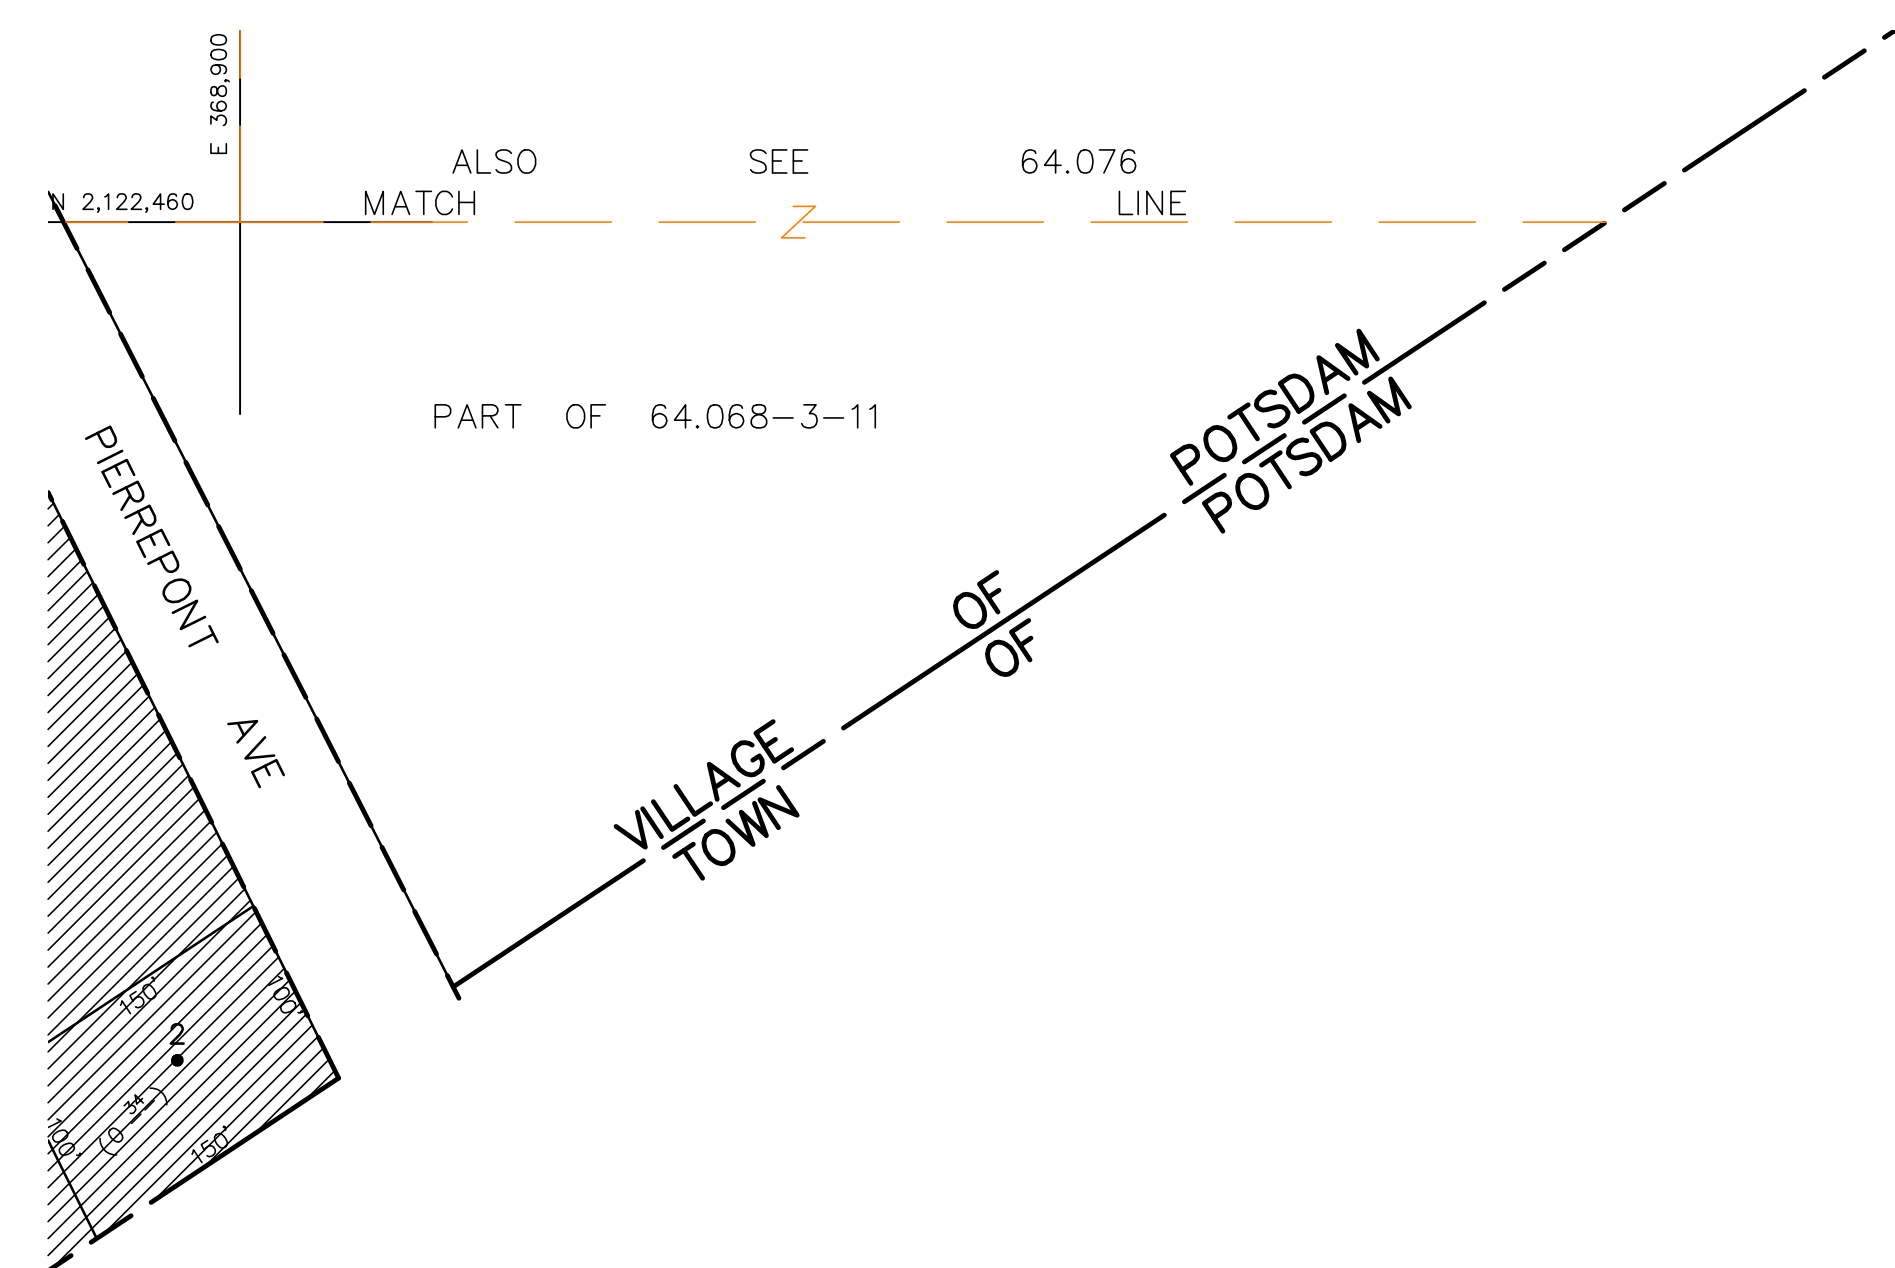 E 368,900
ALSO SEE 64.076
N 2,122,460
MATCH LINE
PART OF 64.068-3-11
PIERREPONT AVE
VILLAGE OF POTSDAM
TOWN OF POTSDAM
150'
100'
2
(0 34)
100'
150'